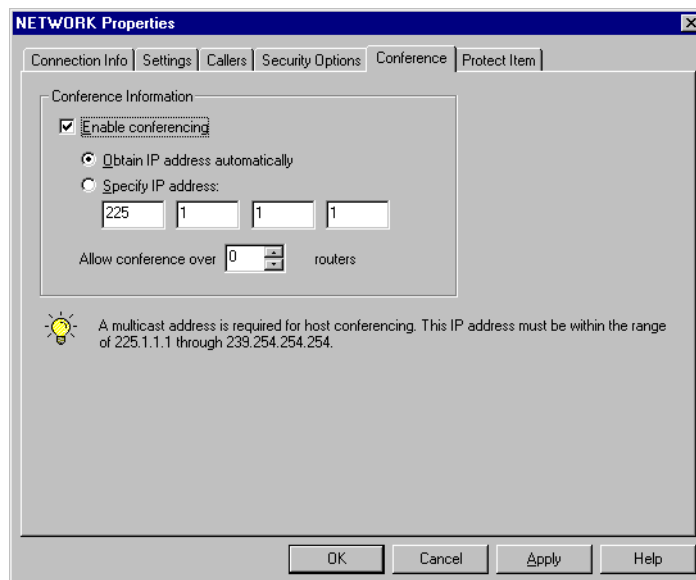 NETWORK Properties
Connection Info Settings Callers Security Options Conference Protect Item
Conference Information
Enable conferencing
Obtain IP address automatically
Specify IP address:
225 1 1 1
Allow conference over 0 routers
A multicast address is required for host conferencing. This IP address must be within the range
of 225.1.1.1 through 239.254.254.254.
OK Cancel Apply Help